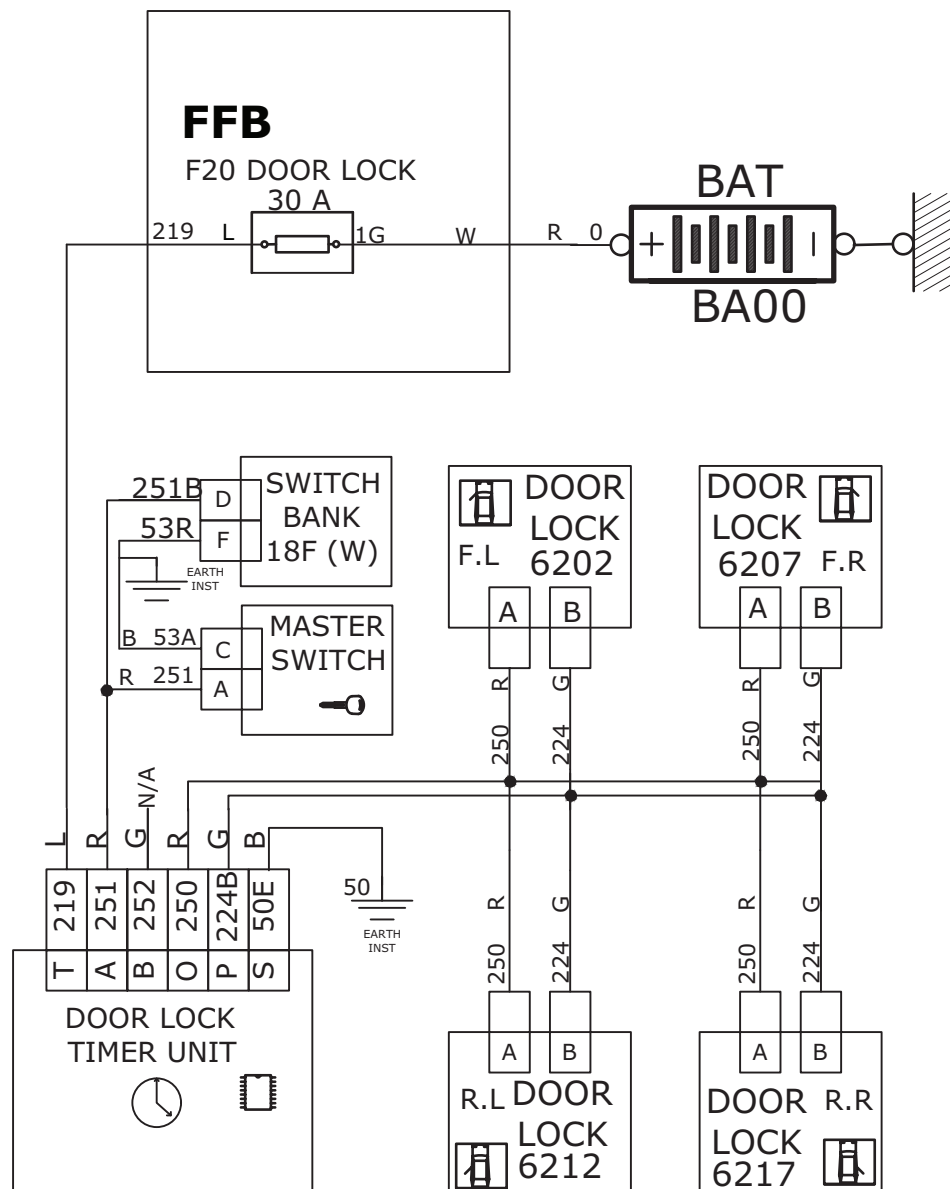 FFB
F20 DOOR LOCK
30 A
219 L 1G W R 0
BAT
+ −
BA00
251B D
53R F
SWITCH
BANK
18F (W)
EARTH
INST
B 53A C
R 251 A
MASTER
SWITCH
DOOR
LOCK
6202
F.L
A B
R G
250 224
DOOR
LOCK
6207
F.R
A B
R G
250 224
N/A
L R G R G B
219 251 252 250 224B 50E
T A B O P S
50
EARTH
INST
DOOR LOCK
TIMER UNIT
R G
250 224
A B
R.L DOOR
LOCK
6212
R G
250 224
A B
DOOR R.R
LOCK
6217